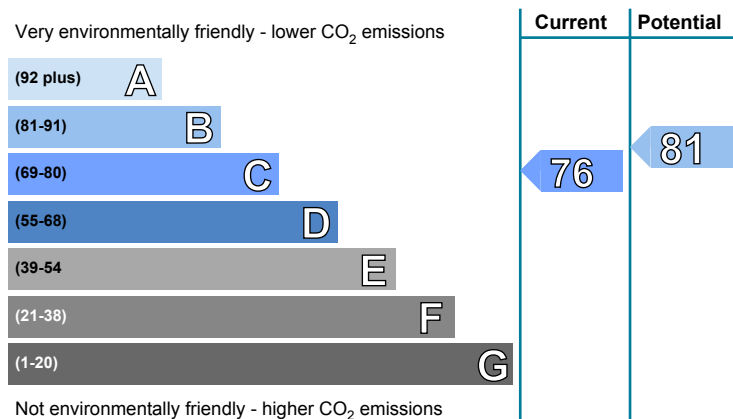 Very environmentally friendly - lower CO2 emissions
Current
Potential
(92 plus) A
(81-91) B
(69-80) C
(55-68) D
(39-54 E
(21-38) F
(1-20) G
76
81
Not environmentally friendly - higher CO2 emissions